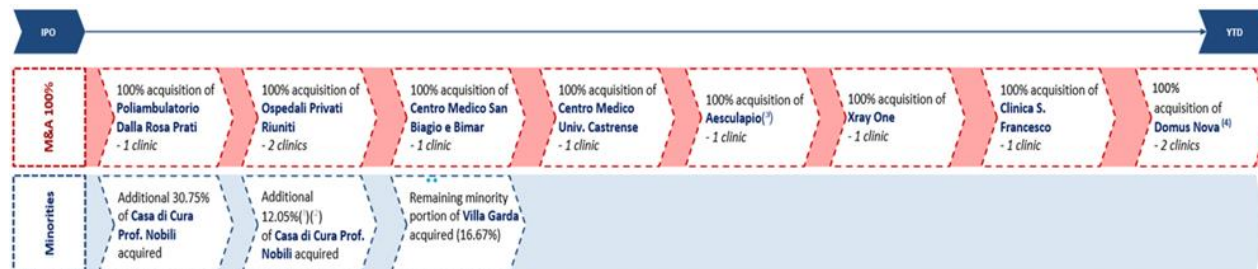 IPO
YTD
M&A 100%
100% acquisition of
Poliambulatorio
Dalla Rosa Prati
- 1 clinic
100% acquisition of
Ospedali Privati
Riuniti
- 2 clinics
100% acquisition of
Centro Medico San
Biagio e Bimar
- 1 clinic
100% acquisition of
Centro Medico
Univ. Castrense
- 1 clinic
100% acquisition of
Aesculapio(3)
- 1 clinic
100% acquisition of
Xray One
- 1 clinic
100% acquisition of
Clinica S.
Francesco
- 1 clinic
100%
acquisition of
Domus Nova (4)
- 2 clinics
Minorities
Additional 30.75%
of Casa di Cura
Prof. Nobili
acquired
Additional
12.05%
of Casa di Cura Prof.
Nobili acquired
Remaining minority
portion of Villa Garda
acquired (16.67%)